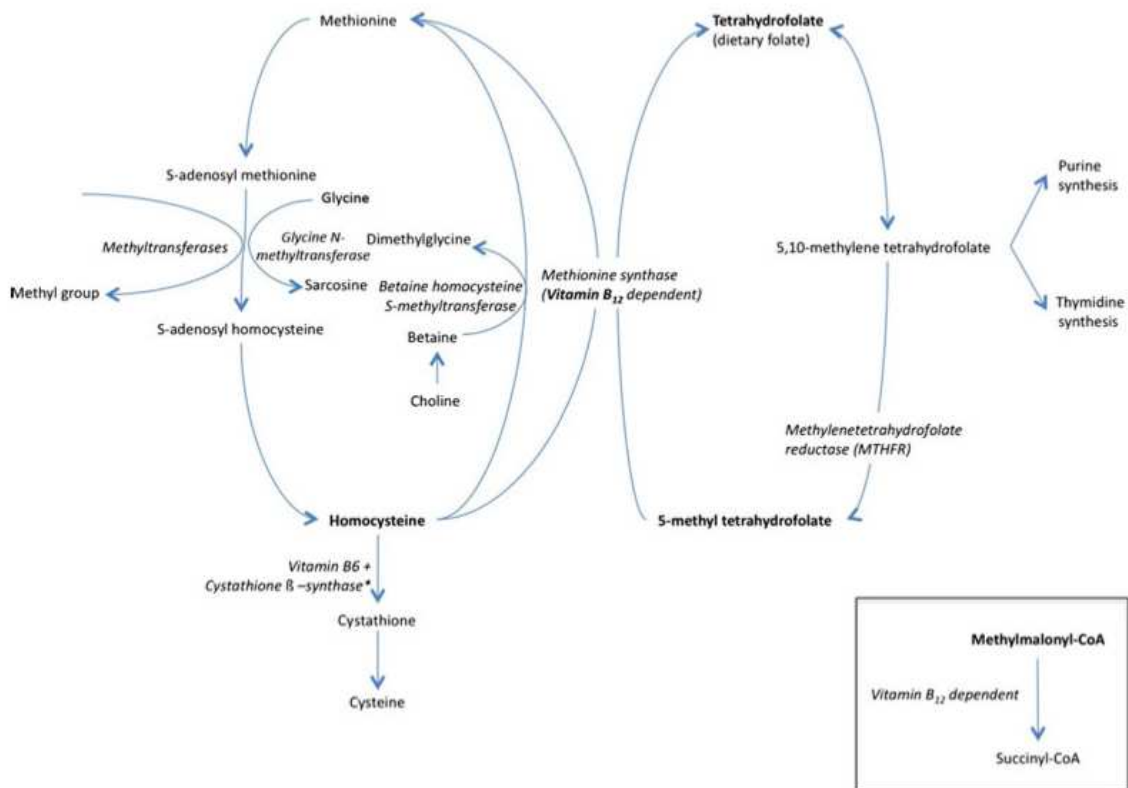 Methionine
Tetrahydrofolate
(dietary folate)
S-adenosyl methionine
Glycine
Methyltransferases
Glycine N-
methyltransferase
Dimethylglycine
Methyl group
Sarcosine
Betaine homocysteine
S-methyltransferase
Methionine synthase
(Vitamin B12 dependent)
5,10-methylene tetrahydrofolate
Purine
synthesis
Thymidine
synthesis
S-adenosyl homocysteine
Betaine
Choline
Methylenetetrahydrofolate
reductase (MTHFR)
Homocysteine
5-methyl tetrahydrofolate
Vitamin B6 +
Cystathione ß –synthase*
Cystathione
Cysteine
Methylmalonyl-CoA
Vitamin B12 dependent
Succinyl-CoA